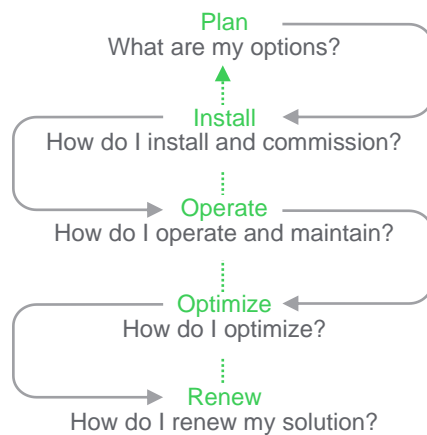 Plan
What are my options?
Install
How do I install and commission?
Operate
How do I operate and maintain?
Optimize
How do I optimize?
Renew
How do I renew my solution?